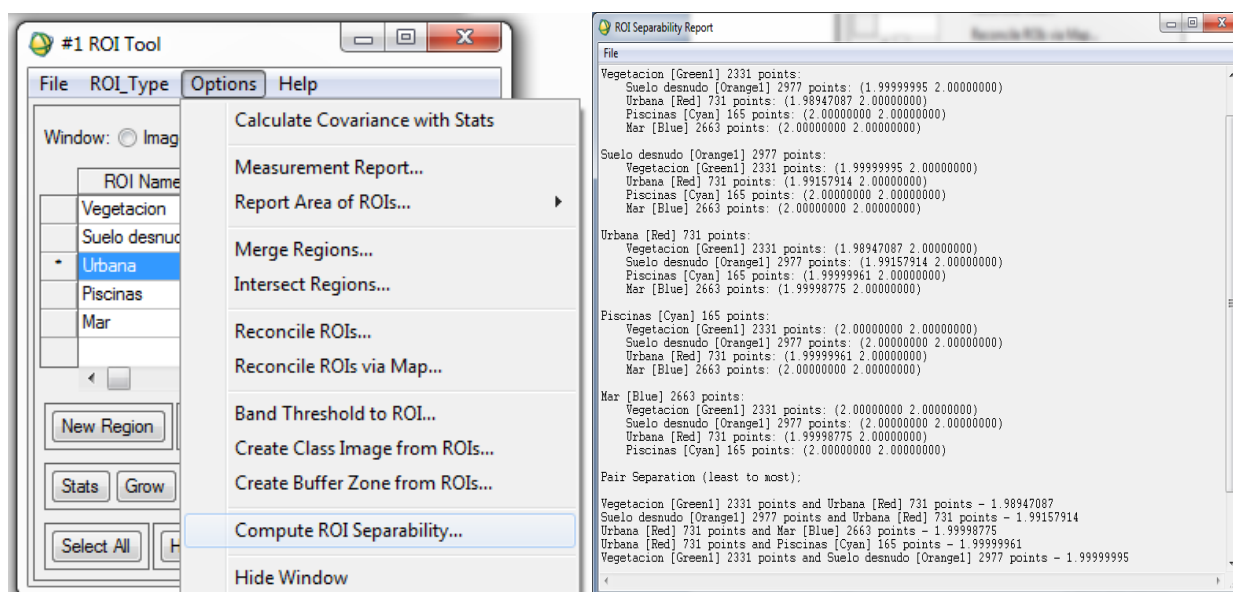 #1 ROI Tool
File ROI_Type Options Help
Window: Imag
ROI Name
Vegetacion
Suelo desnuc
* Urbana
Piscinas
Mar
New Region
Stats Grow
Select All H
Calculate Covariance with Stats
Measurement Report...
Report Area of ROIs...
Merge Regions...
Intersect Regions...
Reconcile ROIs...
Reconcile ROIs via Map...
Band Threshold to ROI...
Create Class Image from ROIs...
Create Buffer Zone from ROIs...
Compute ROI Separability...
Hide Window
ROI Separability Report
File
Vegetacion [Green1] 2331 points:
Suelo desnudo [Orange1] 2977 points: (1.99999995 2.00000000)
Urbana [Red] 731 points: (1.98947087 2.00000000)
Piscinas [Cyan] 165 points: (2.00000000 2.00000000)
Mar [Blue] 2663 points: (2.00000000 2.00000000)
Suelo desnudo [Orange1] 2977 points:
Vegetacion [Green1] 2331 points: (1.99999995 2.00000000)
Urbana [Red] 731 points: (1.99157914 2.00000000)
Piscinas [Cyan] 165 points: (2.00000000 2.00000000)
Mar [Blue] 2663 points: (2.00000000 2.00000000)
Urbana [Red] 731 points:
Vegetacion [Green1] 2331 points: (1.98947087 2.00000000)
Suelo desnudo [Orange1] 2977 points: (1.99157914 2.00000000)
Piscinas [Cyan] 165 points: (1.99999961 2.00000000)
Mar [Blue] 2663 points: (1.99998775 2.00000000)
Piscinas [Cyan] 165 points:
Vegetacion [Green1] 2331 points: (2.00000000 2.00000000)
Suelo desnudo [Orange1] 2977 points: (2.00000000 2.00000000)
Urbana [Red] 731 points: (1.99999961 2.00000000)
Mar [Blue] 2663 points: (2.00000000 2.00000000)
Mar [Blue] 2663 points:
Vegetacion [Green1] 2331 points: (2.00000000 2.00000000)
Suelo desnudo [Orange1] 2977 points: (2.00000000 2.00000000)
Urbana [Red] 731 points: (1.99998775 2.00000000)
Piscinas [Cyan] 165 points: (2.00000000 2.00000000)
Pair Separation (least to most);
Vegetacion [Green1] 2331 points and Urbana [Red] 731 points - 1.98947087
Suelo desnudo [Orange1] 2977 points and Urbana [Red] 731 points - 1.99157914
Urbana [Red] 731 points and Mar [Blue] 2663 points - 1.99998775
Urbana [Red] 731 points and Piscinas [Cyan] 165 points - 1.99999961
Vegetacion [Green1] 2331 points and Suelo desnudo [Orange1] 2977 points - 1.99999995